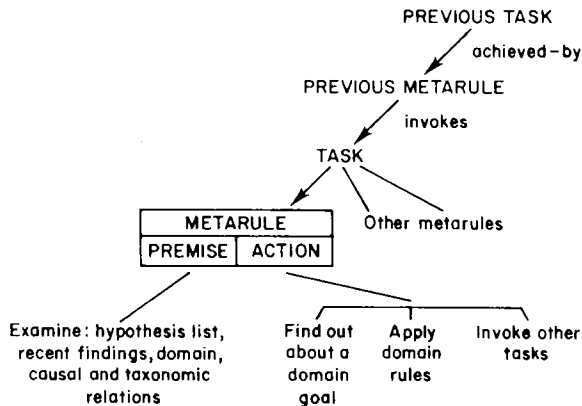 PREVIOUS TASK
achieved-by
PREVIOUS METARULE
invokes
TASK
METARULE
Other metarules
PREMISE ACTION
Examine: hypothesis list,
recent findings, domain,
causal and taxonomic
relations
Find out
about a
domain
goal
Apply
domain
rules
Invoke other
tasks